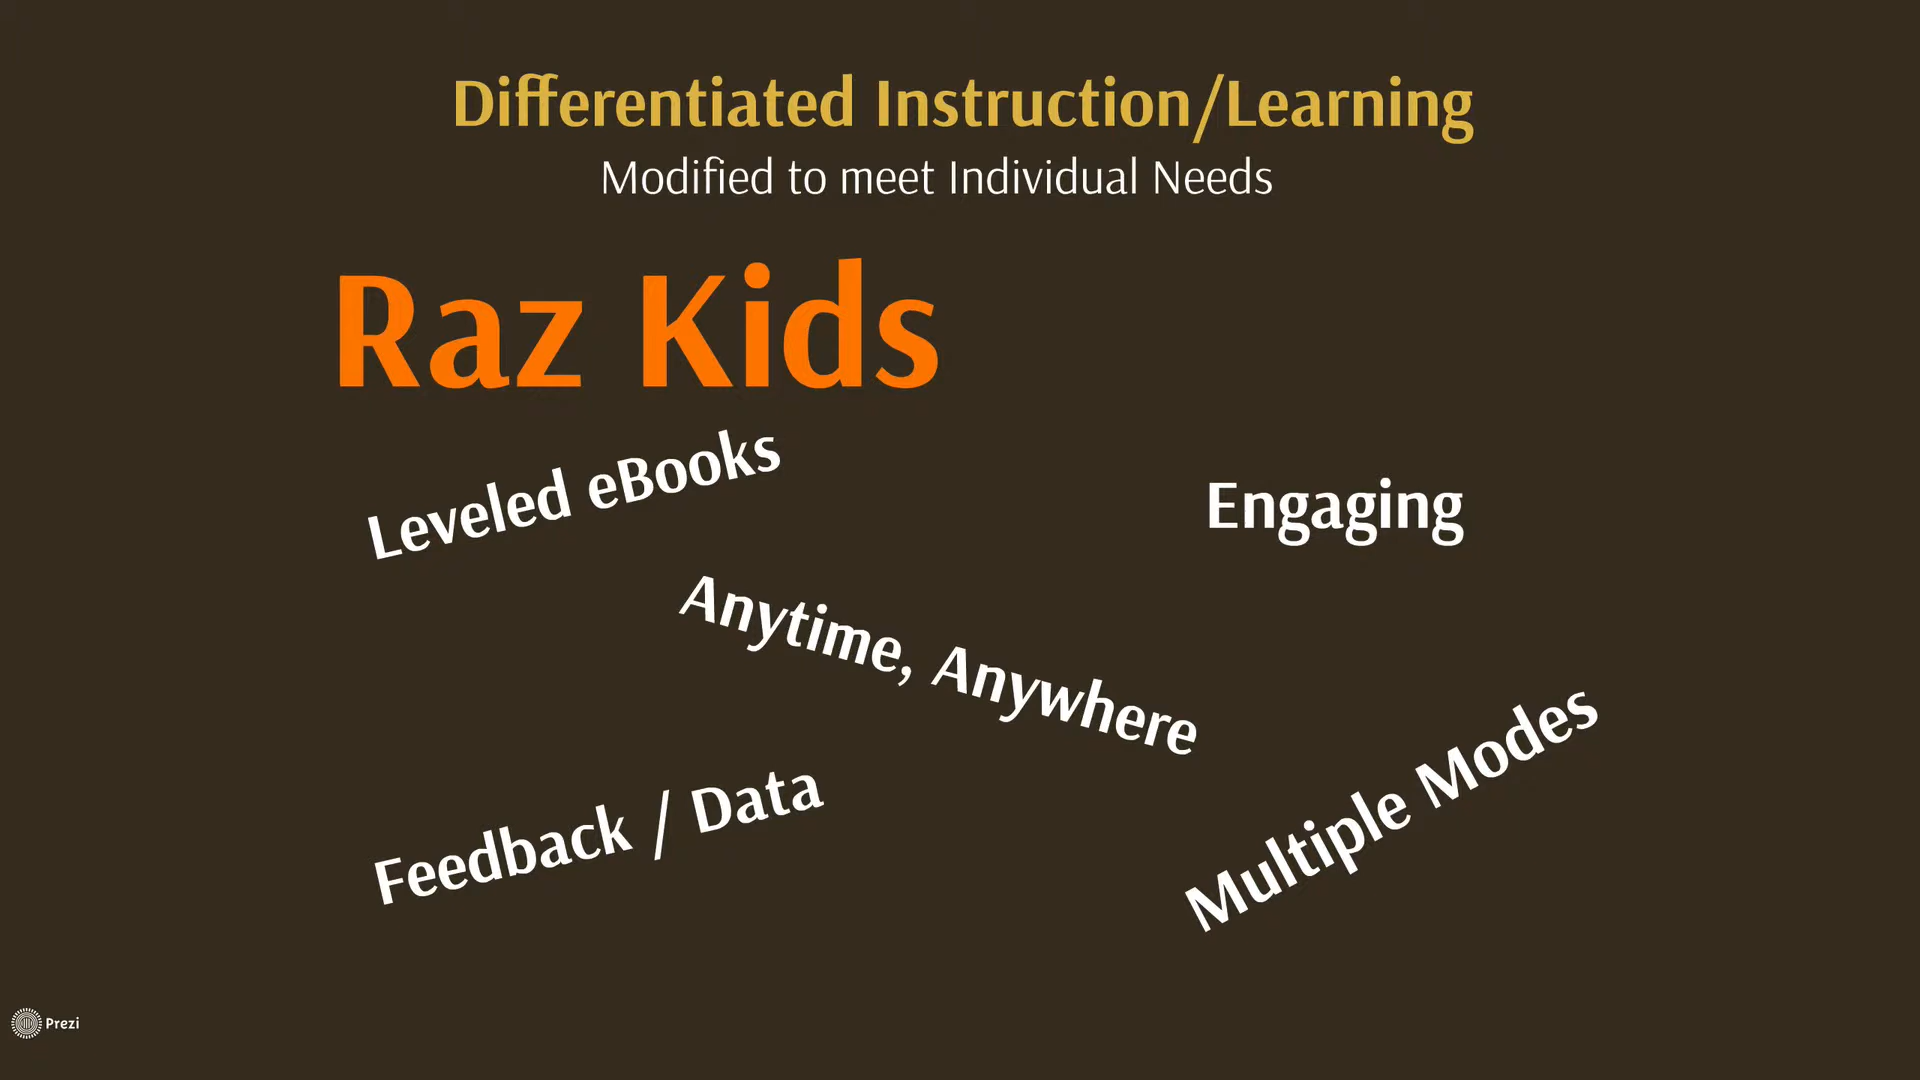 Differentiated Instruction/Learning
Modified to meet Individual Needs
Raz Kids
Leveled eBooks
Engaging
Anytime, Anywhere
Multiple Modes
Feedback / Data
Prezi